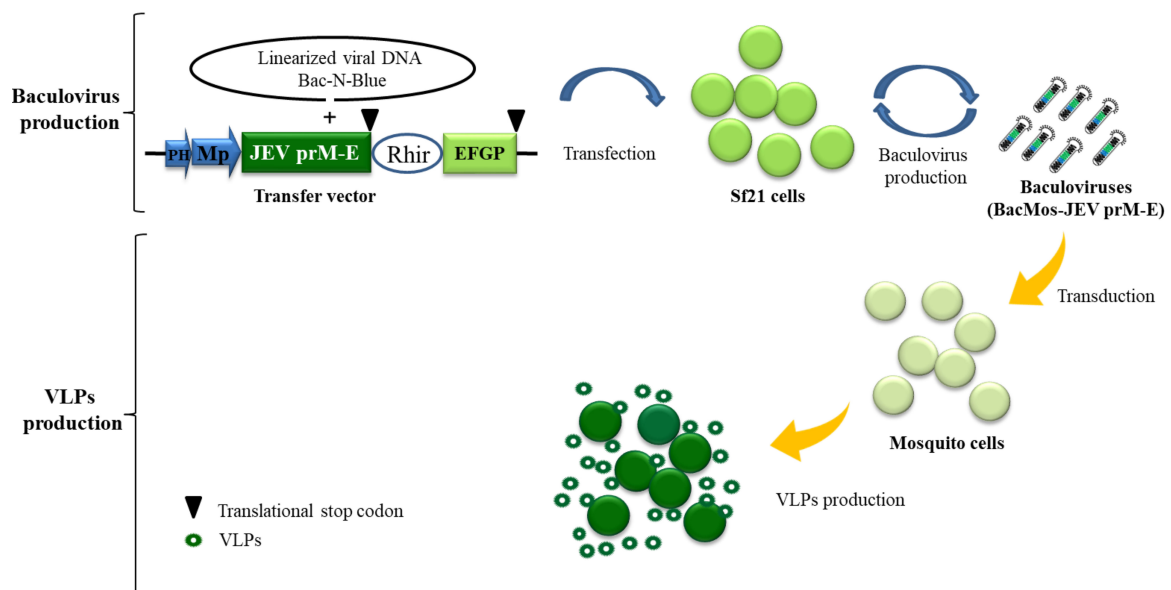 Baculovirus
production
Linearized viral DNA
Bac-N-Blue
+
PH
Mp
JEV prM-E
Rhir
EFGP
Transfer vector
Transfection
Sf21 cells
Baculovirus
production
Baculoviruses
(BacMos-JEV prM-E)
Transduction
VLPs
production
Mosquito cells
VLPs production
Translational stop codon
VLPs